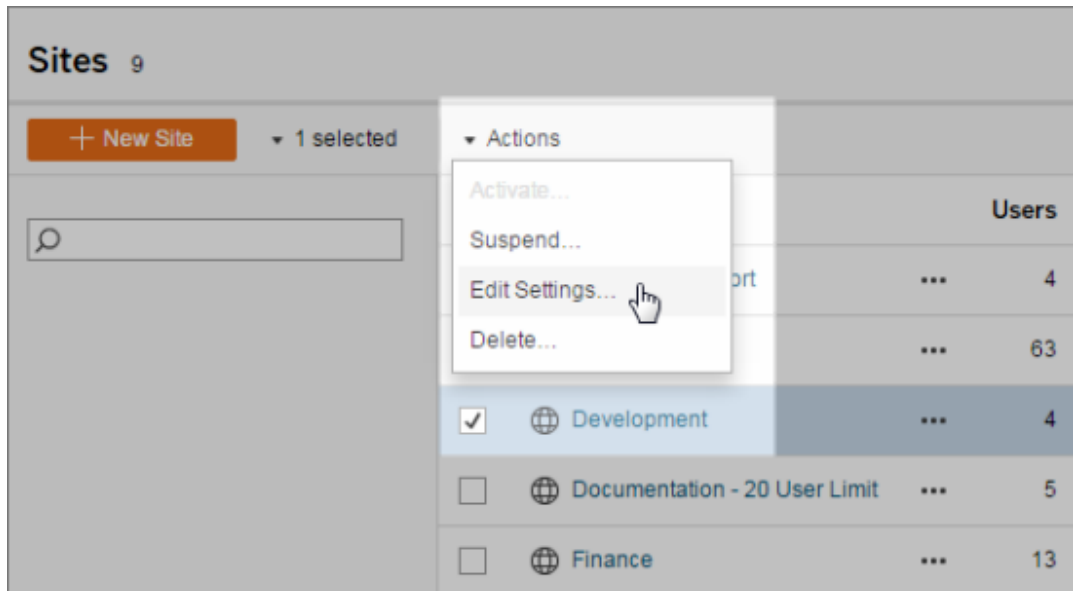 Sites 9
+ New Site 1 selected Actions
Activate...
Users
Suspend...
Edit Settings... ort ... 4
Delete... ... 63
Development ... 4
Documentation - 20 User Limit ... 5
Finance ... 13